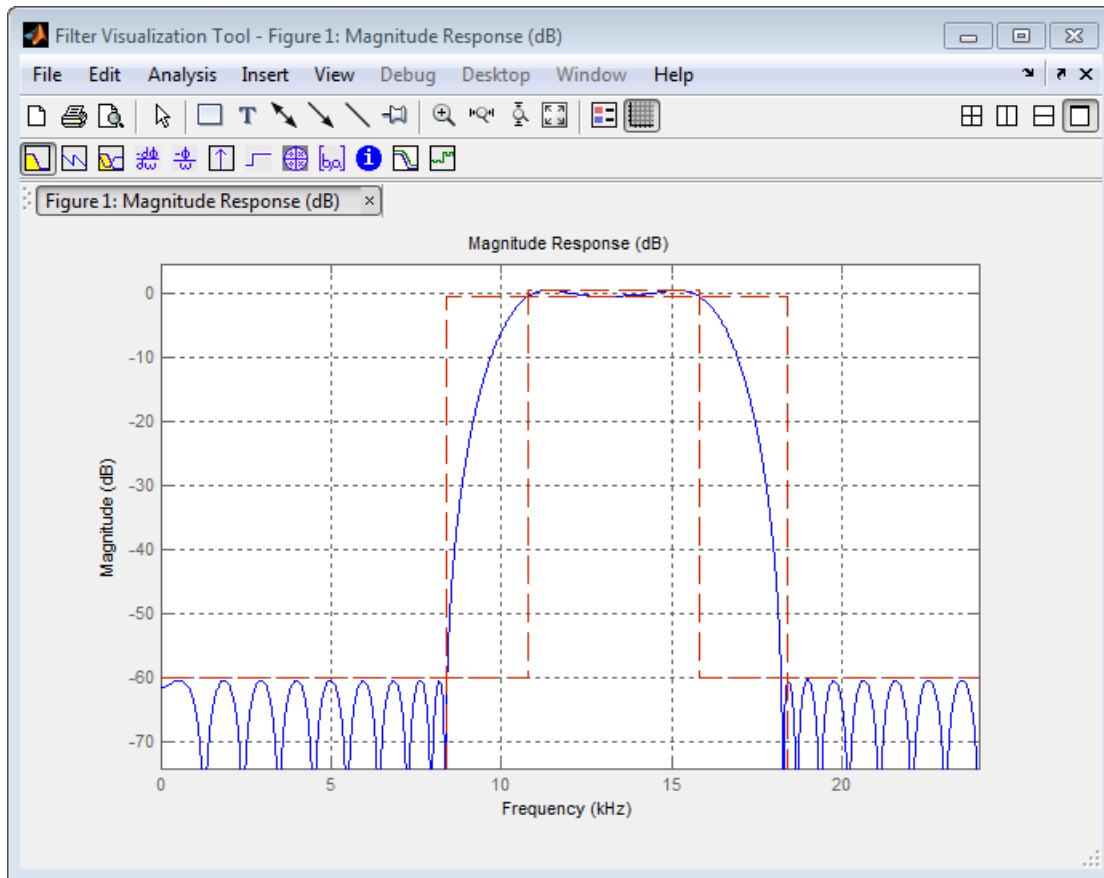 Filter Visualization Tool - Figure 1: Magnitude Response (dB)
File Edit Analysis Insert View Debug Desktop Window Help
T
[b,a]
i
Figure 1: Magnitude Response (dB) ×
Magnitude Response (dB)
Magnitude (dB)
0
-10
-20
-30
-40
-50
-60
-70
0 5 10 15 20
Frequency (kHz)